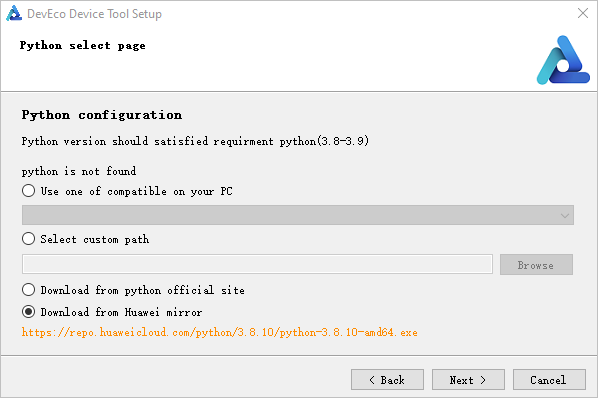 DevEco Device Tool Setup
Python select page
Python configuration
Python version should satisfied requirment python(3.8-3.9)
python is not found
Use one of compatible on your PC
Select custom path
Browse
Download from python official site
Download from Huawei mirror
https://repo.huaweicloud.com/python/3.8.10/python-3.8.10-amd64.exe
< Back Next > Cancel